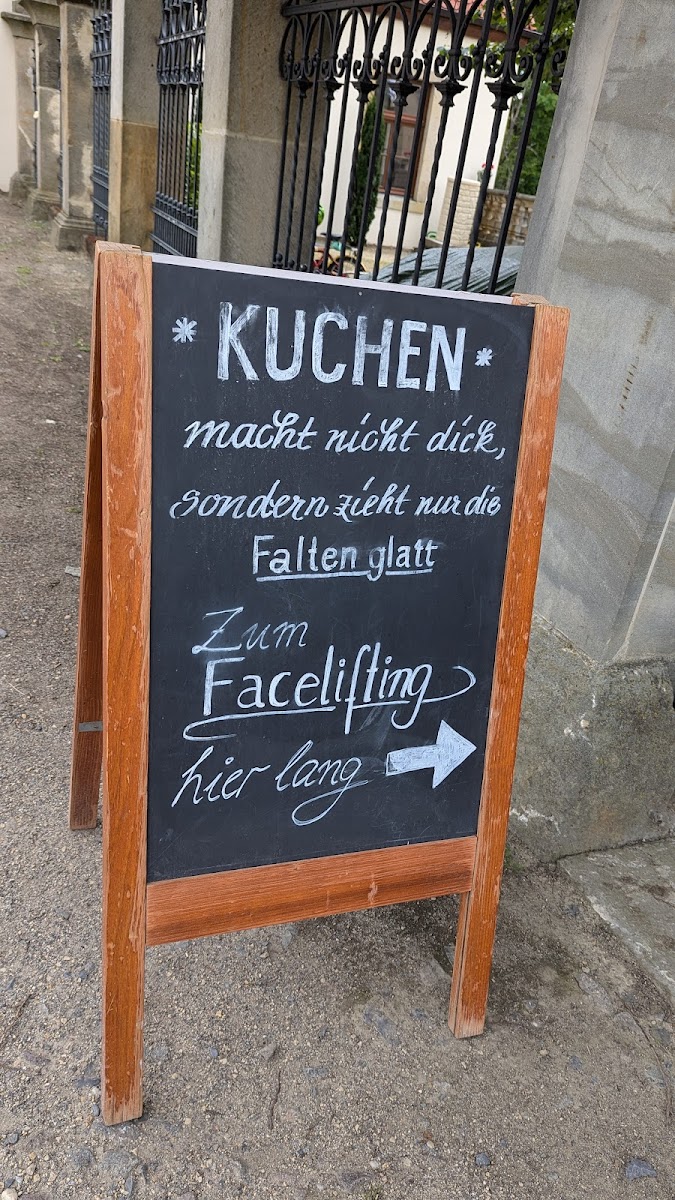 * KUCHEN *
macht nicht dick,
sondern zieht nur die
Falten glatt
Zum
Facelifting
hier lang →